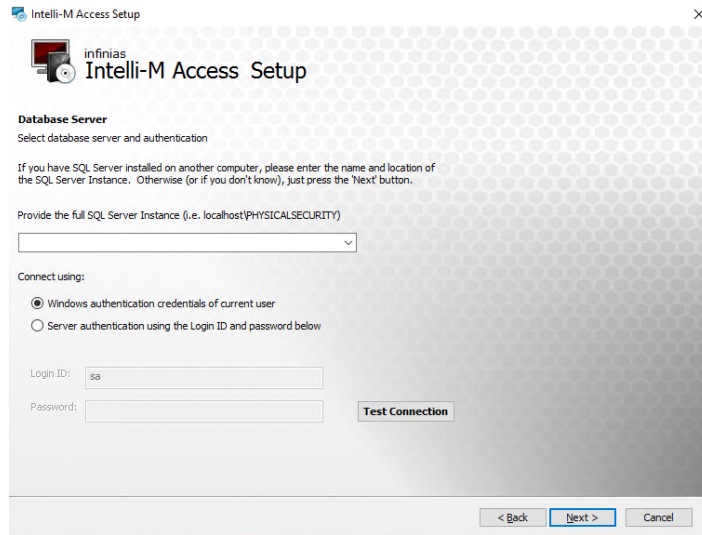 Intelli-M Access Setup
infinias
Intelli-M Access Setup
Database Server
Select database server and authentication
If you have SQL Server installed on another computer, please enter the name and location of
the SQL Server Instance. Otherwise (or if you don't know), just press the 'Next' button.
Provide the full SQL Server Instance (i.e. localhost\PHYSICALSECURITY)
Connect using:
Windows authentication credentials of current user
Server authentication using the Login ID and password below
Login ID: sa
Password:
Test Connection
< Back Next > Cancel